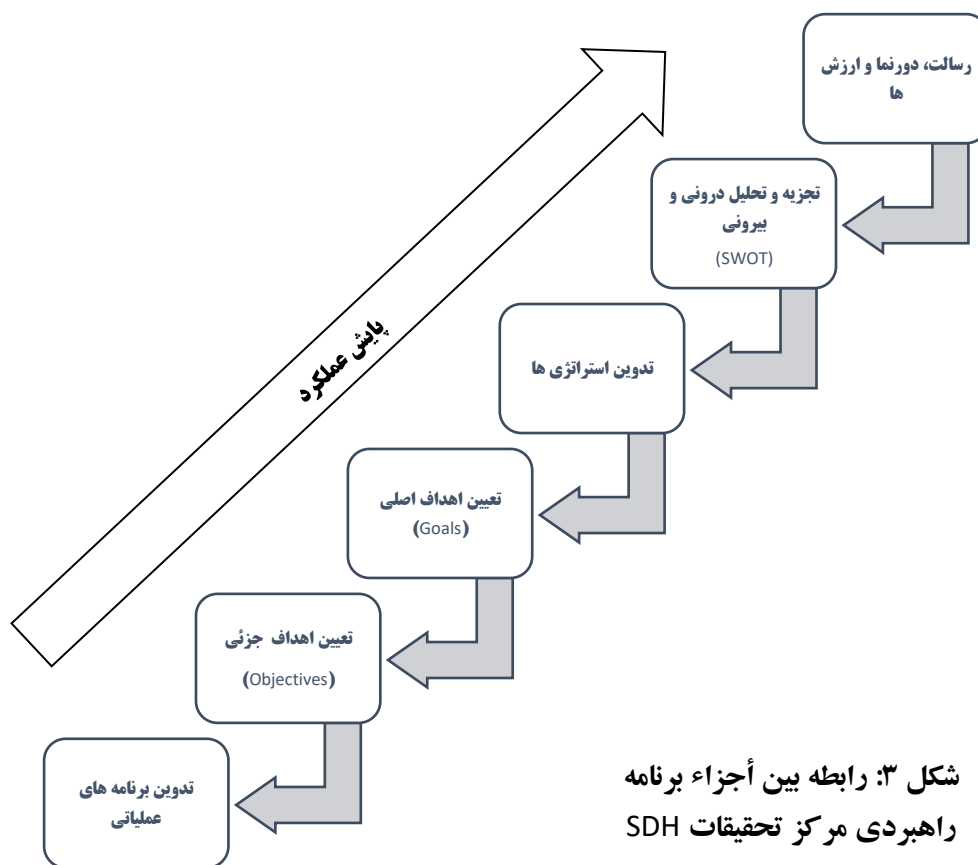 رسالت، دورنما و ارزش
ها
تجزیه و تحلیل درونی و
بیرونی
(SWOT)
تدوین استراتژی ها
پایش عملکرد
تعیین اهداف اصلی
(Goals)
تعیین اهداف جزئی
(Objectives)
تدوین برنامه های
عملیاتی
شکل ۳: رابطه بین أجزاء برنامه
راهبردی مرکز تحقیقات SDH